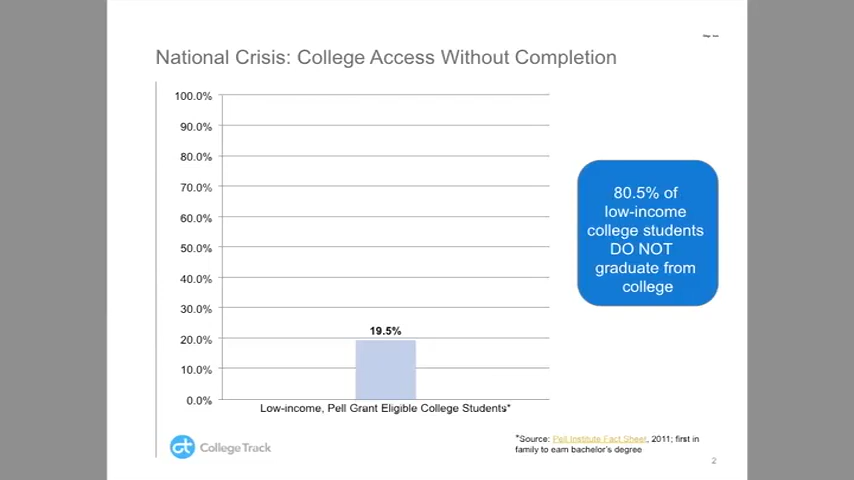 National Crisis: College Access Without Completion
100.0%
90.0%
80.0%
70.0%
60.0%
50.0%
40.0%
30.0%
20.0%
10.0%
0.0%
19.5%
Low-income, Pell Grant Eligible College Students*
80.5% of
low-income
college students
DO NOT
graduate from
college
ct College Track
*Source: Pell Institute Fact Sheet, 2011; first in
family to earn bachelor's degree
2